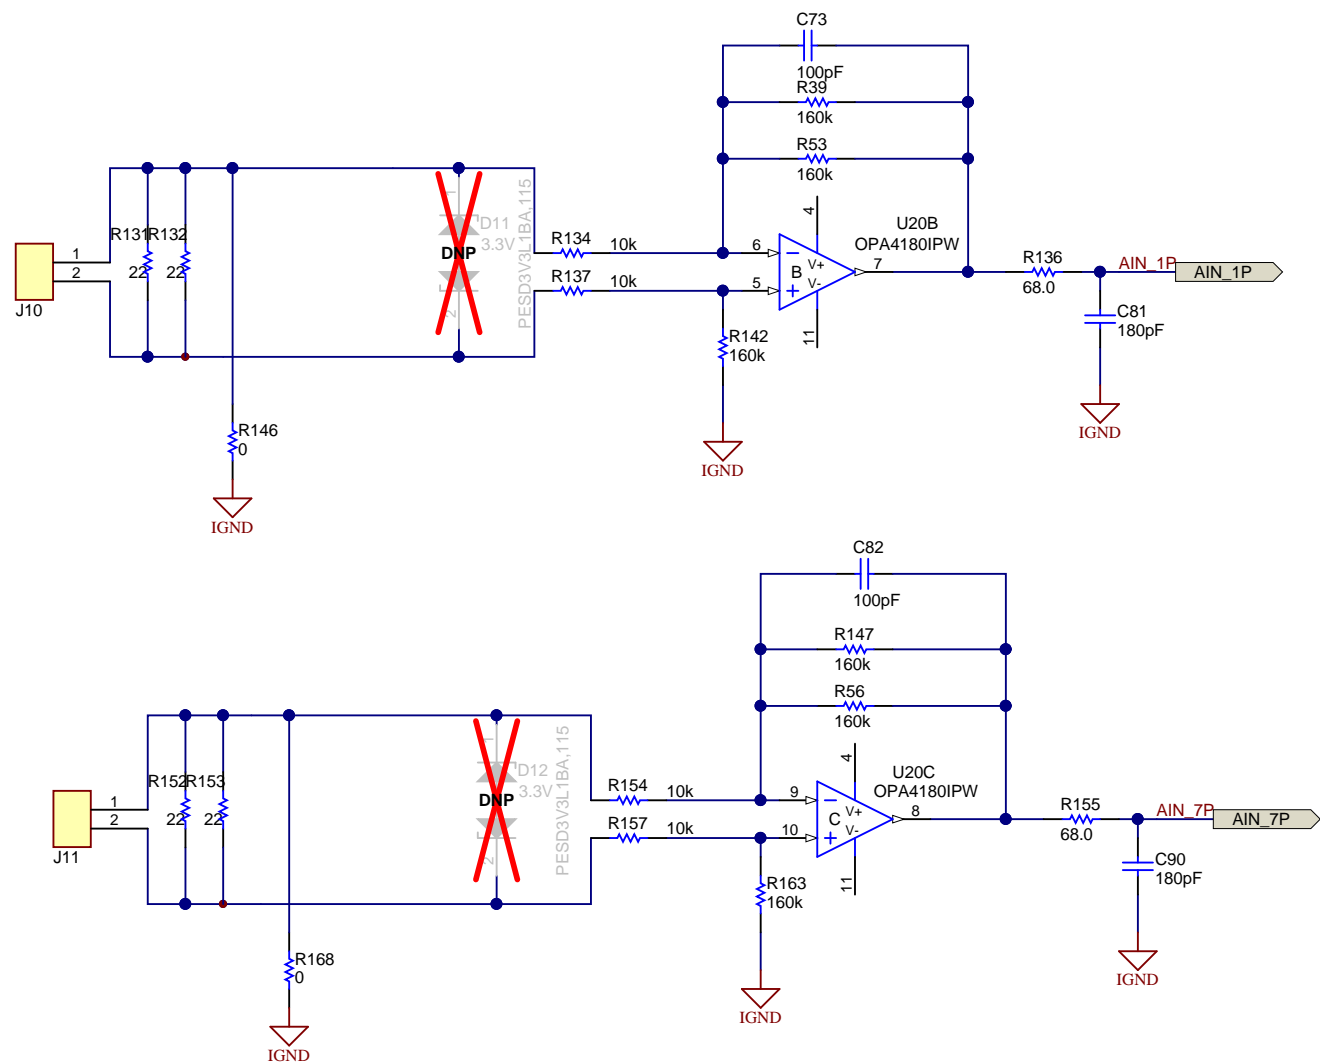 C73
100pF
R39
160k
R53
160k
R131
R132
22
22
1
2
J10
1
D11
3.3V
DNP
2
PESD3V3L1BA,115
R134
10k
R137
10k
6
5
4
B
V+
V-
11
U20B
OPA4180IPW
7
R136
68.0
AIN_1P
AIN_1P
C81
180pF
IGND
R142
160k
IGND
R146
0
IGND
C82
100pF
R147
160k
R56
160k
R152
R153
22
22
1
2
J11
1
D12
3.3V
DNP
2
PESD3V3L1BA,115
R154
10k
R157
10k
9
10
4
C
V+
V-
11
U20C
OPA4180IPW
8
R155
68.0
AIN_7P
AIN_7P
C90
180pF
IGND
R163
160k
IGND
R168
0
IGND